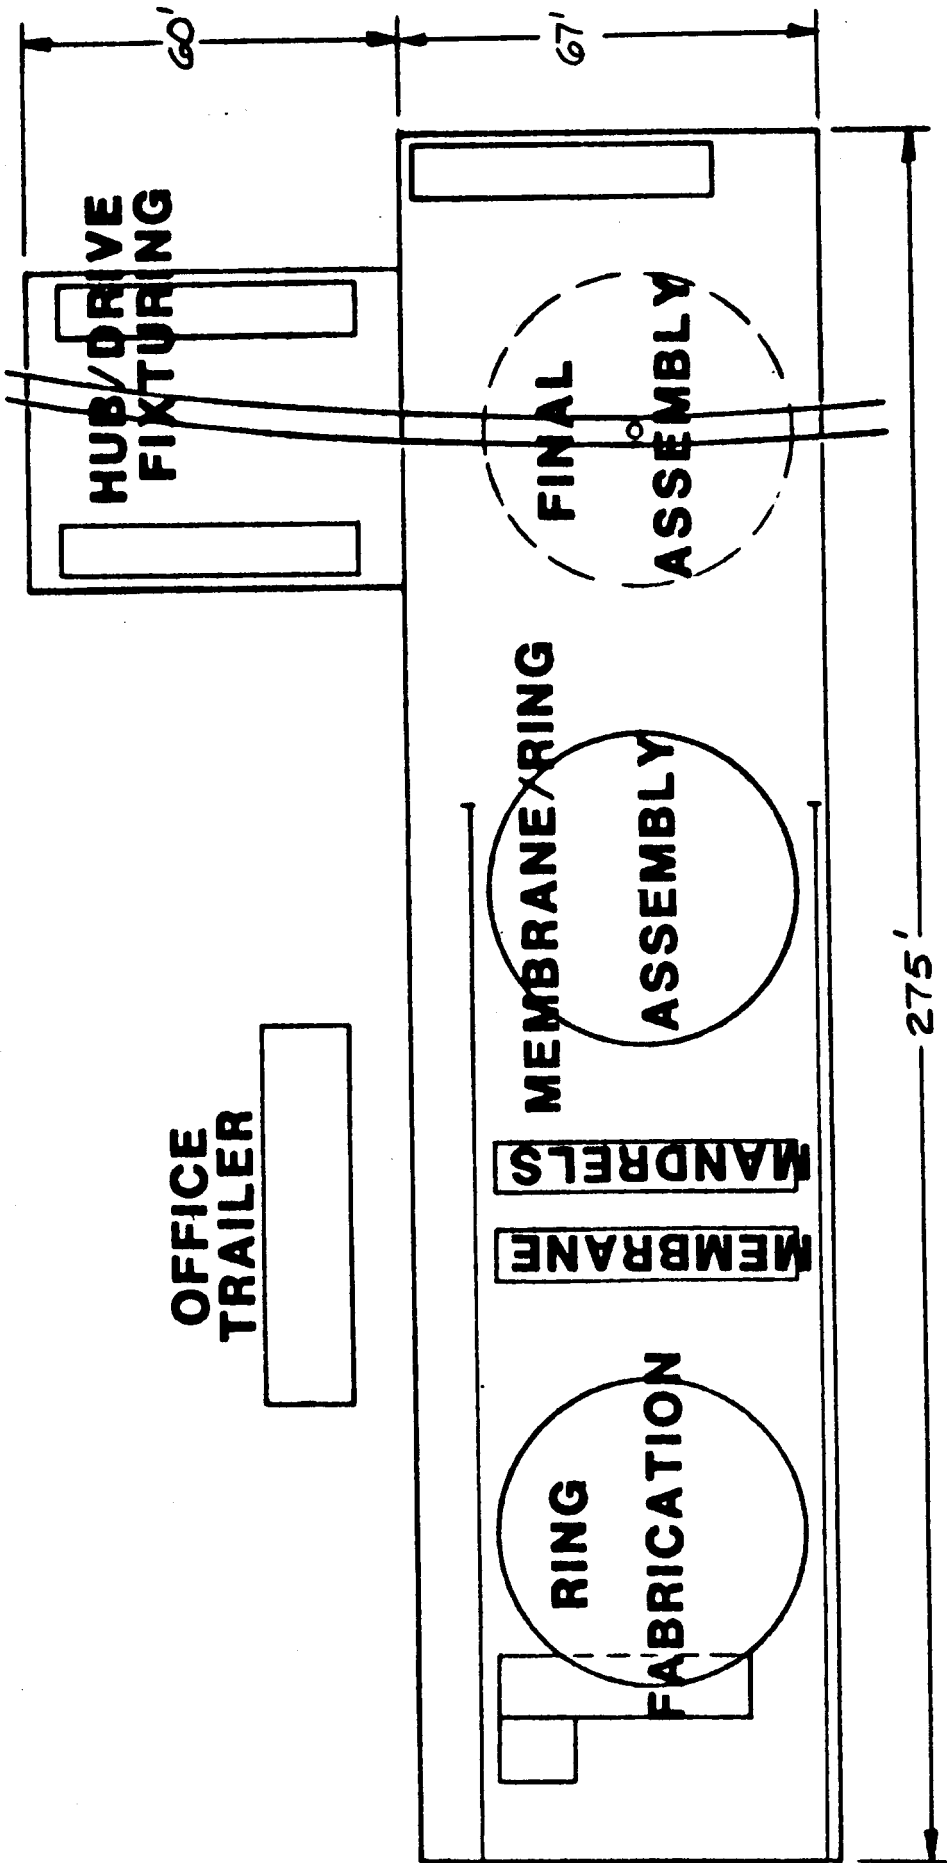 60'
67'
HUB/DRIVE
FIXTURING
FINAL
ASSEMBLY
MEMBRANE/RING
ASSEMBLY
OFFICE
TRAILER
MEMBRANE
MANDRELS
RING
FABRICATION
275'